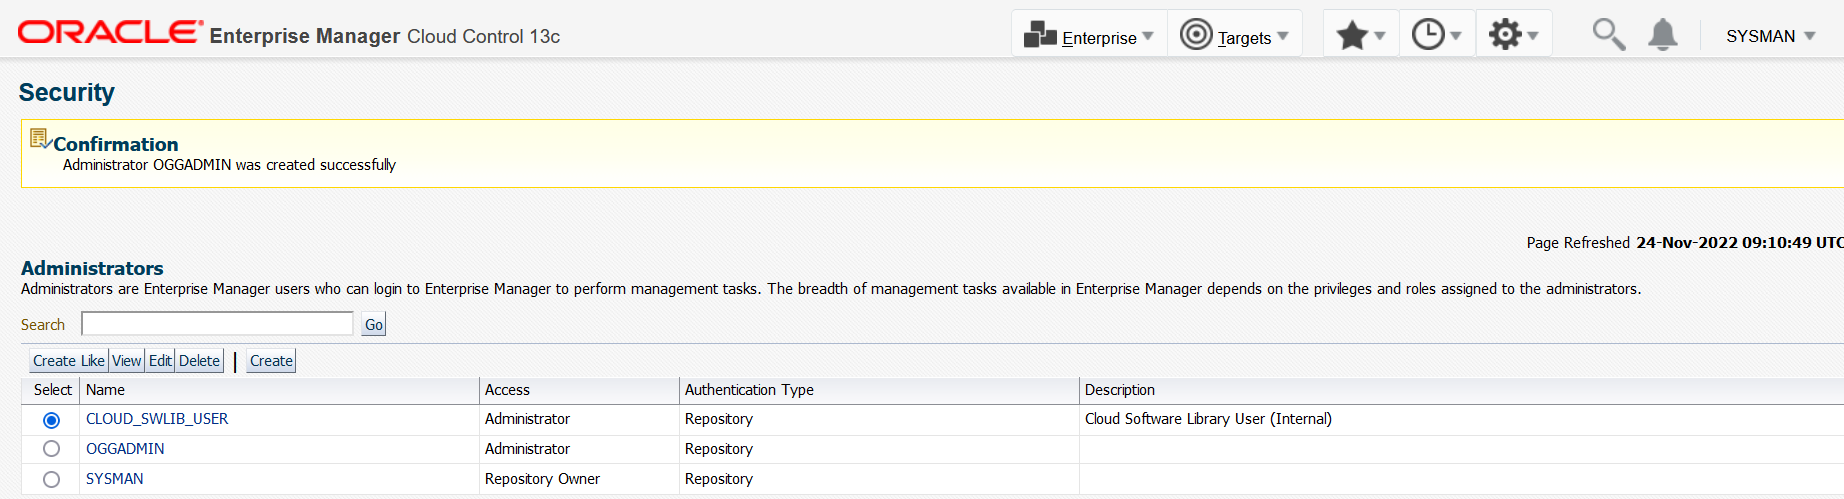 ORACLE Enterprise Manager Cloud Control 13c Enterprise Targets SYSMAN
Security
Confirmation
Administrator OGGADMIN was created successfully
Page Refreshed 24-Nov-2022 09:10:49 UTC
Administrators
Administrators are Enterprise Manager users who can login to Enterprise Manager to perform management tasks. The breadth of management tasks available in Enterprise Manager depends on the privileges and roles assigned to the administrators.
Search Go
Create Like View Edit Delete | Create
Select Name Access Authentication Type Description
CLOUD_SWLIB_USER Administrator Repository Cloud Software Library User (Internal)
OGGADMIN Administrator Repository
SYSMAN Repository Owner Repository